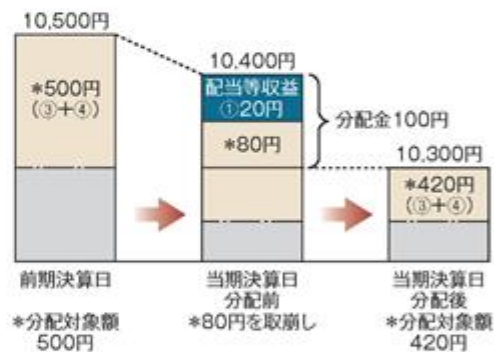 10,500円
*500円
(③+④)
10,400円
配当等収益
①20円
*80円
分配金100円
10,300円
*420円
(③+④)
前期決算日
*分配対象額
500円
当期決算日
分配前
*80円を取崩し
当期決算日
分配後
*分配対象額
420円